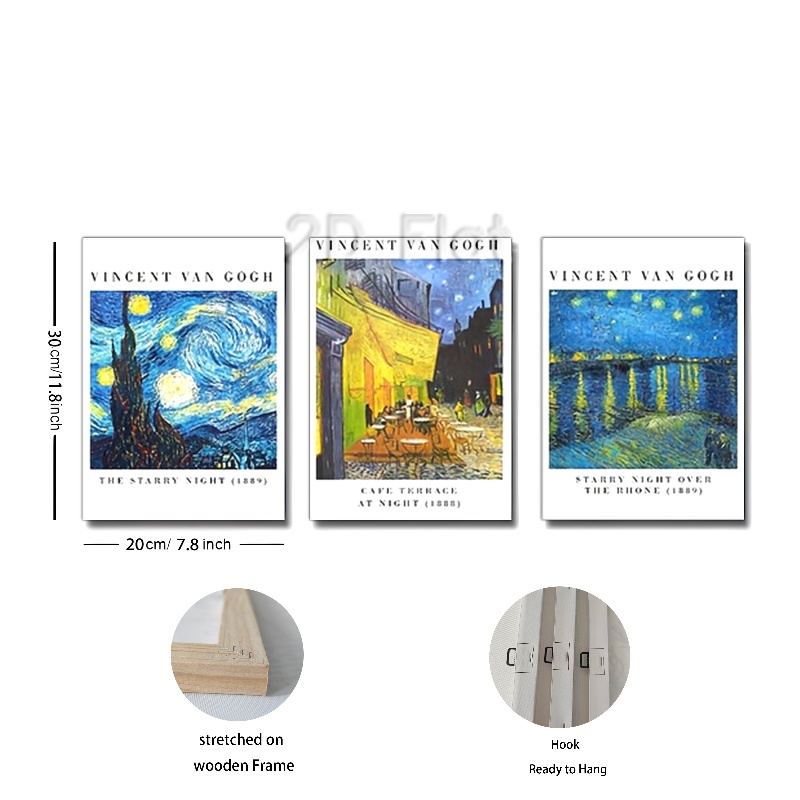 2D Flat
VINCENT VAN GOGH
VINCENT VAN GOGH
VINCENT VAN GOGH
30cm/11.8inch
THE STARRY NIGHT (1889)
CAFE TERRACE
AT NIGHT (1888)
STARRY NIGHT OVER
THE RHONE (1889)
20cm/ 7.8 inch
stretched on
wooden Frame
Hook
Ready to Hang